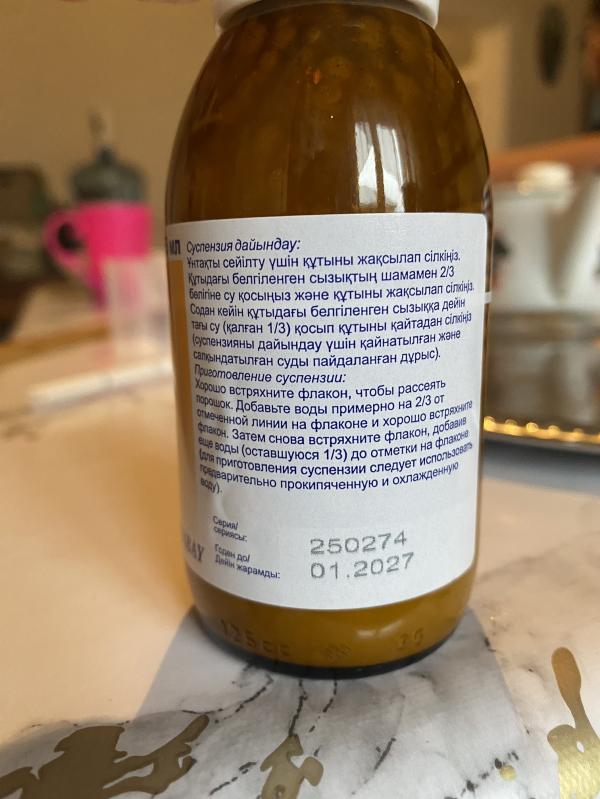 МЛ
Суспензия дайындау:
Ұнтақты сейілту үшін құтыны жақсылап сілкіңіз.
Құтыдағы белгіленген сызықтың шамамен 2/3
бөлігіне су қосыңыз және құтыны жақсылап сілкіңіз.
Содан кейін құтыдағы белгіленген сызыққа дейін
тағы су (қалған 1/3) қосып құтыны қайтадан сілкіңіз
(суспензияны дайындау үшін қайнатылған және
салқындатылған суды пайдаланған дұрыс).
Приготовление суспензии:
Хорошо встряхните флакон, чтобы рассеять
порошок. Добавьте воды примерно на 2/3 от
отмеченной линии на флаконе и хорошо встряхните
флакон. Затем снова встряхните флакон, добавив
еще воды (оставшуюся 1/3) до отметки на флаконе
(для приготовления суспензии следует использовать
предварительно прокипяченную и охлажденную
воду).
Серия/
сериясы: 250274
Годен до/
Дейін жарамды: 01.2027
ABAY
125cc 25